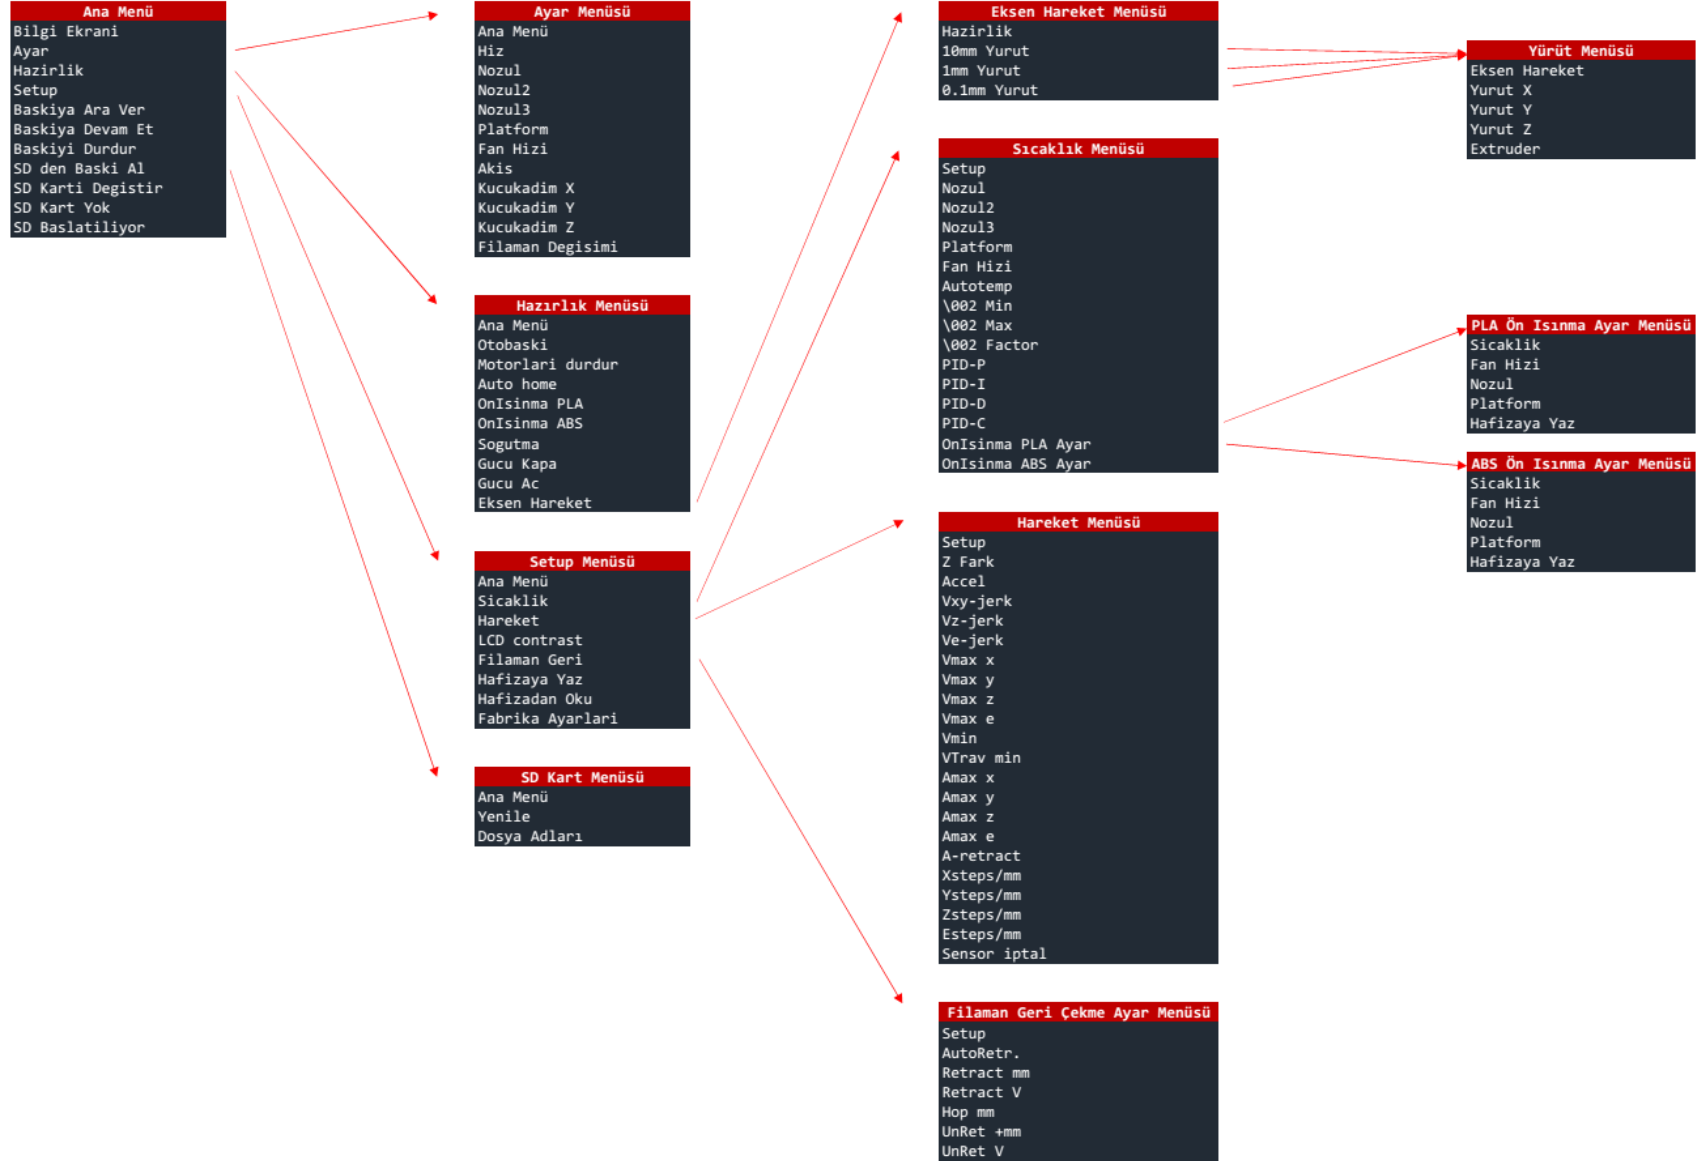 Ana Menü
Bilgi Ekrani
Ayar
Hazirlik
Setup
Baskiya Ara Ver
Baskiya Devam Et
Baskiyi Durdur
SD den Baski Al
SD Karti Degistir
SD Kart Yok
SD Baslatiliyor
Ayar Menüsü
Ana Menü
Hiz
Nozul
Nozul2
Nozul3
Platform
Fan Hizi
Akis
Kucukadim X
Kucukadim Y
Kucukadim Z
Filaman Degisimi
Hazırlık Menüsü
Ana Menü
Otobaski
Motorlari durdur
Auto home
OnIsinma PLA
OnIsinma ABS
Sogutma
Gucu Kapa
Gucu Ac
Eksen Hareket
Setup Menüsü
Ana Menü
Sicaklik
Hareket
LCD contrast
Filaman Geri
Hafizaya Yaz
Hafizadan Oku
Fabrika Ayarlari
SD Kart Menüsü
Ana Menü
Yenile
Dosya Adları
Eksen Hareket Menüsü
Hazirlik
10mm Yurut
1mm Yurut
0.1mm Yurut
Sıcaklık Menüsü
Setup
Nozul
Nozul2
Nozul3
Platform
Fan Hizi
Autotemp
\002 Min
\002 Max
\002 Factor
PID-P
PID-I
PID-D
PID-C
OnIsinma PLA Ayar
OnIsinma ABS Ayar
Hareket Menüsü
Setup
Z Fark
Accel
Vxy-jerk
Vz-jerk
Ve-jerk
Vmax x
Vmax y
Vmax z
Vmax e
Vmin
VTrav min
Amax x
Amax y
Amax z
Amax e
A-retract
Xsteps/mm
Ysteps/mm
Zsteps/mm
Esteps/mm
Sensor iptal
Filaman Geri Çekme Ayar Menüsü
Setup
AutoRetr.
Retract mm
Retract V
Hop mm
UnRet +mm
UnRet V
Yürüt Menüsü
Eksen Hareket
Yurut X
Yurut Y
Yurut Z
Extruder
PLA Ön Isınma Ayar Menüsü
Sicaklik
Fan Hizi
Nozul
Platform
Hafizaya Yaz
ABS Ön Isınma Ayar Menüsü
Sicaklik
Fan Hizi
Nozul
Platform
Hafizaya Yaz